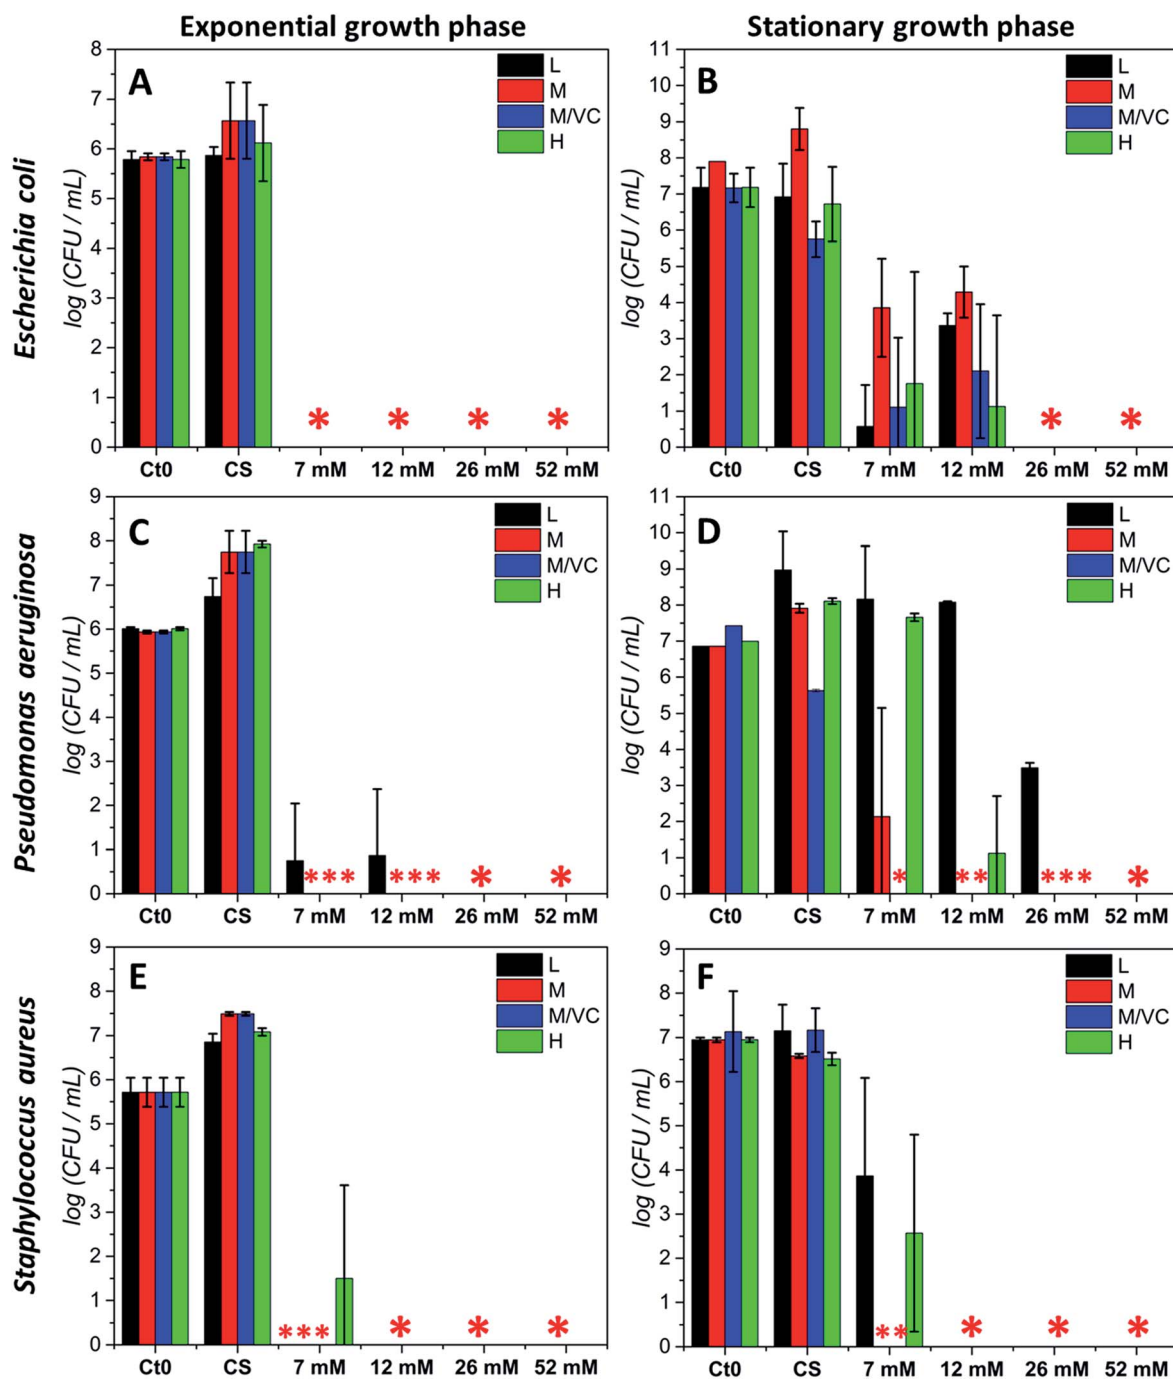 Exponential growth phase
Stationary growth phase
Escherichia coli
A
log (CFU / mL)
8
7
6
5
4
3
2
1
0
L
M
M/VC
H
* * * *
Ct0 CS 7 mM 12 mM 26 mM 52 mM
B
log (CFU / mL)
11
10
9
8
7
6
5
4
3
2
1
0
L
M
M/VC
H
* *
Ct0 CS 7 mM 12 mM 26 mM 52 mM
Pseudomonas aeruginosa
C
log (CFU / mL)
9
8
7
6
5
4
3
2
1
0
L
M
M/VC
H
*** *** * *
Ct0 CS 7 mM 12 mM 26 mM 52 mM
D
log (CFU / mL)
11
10
9
8
7
6
5
4
3
2
1
0
L
M
M/VC
H
* ** *** *
Ct0 CS 7 mM 12 mM 26 mM 52 mM
Staphylococcus aureus
E
log (CFU / mL)
9
8
7
6
5
4
3
2
1
0
L
M
M/VC
H
*** * * *
Ct0 CS 7 mM 12 mM 26 mM 52 mM
F
log (CFU / mL)
9
8
7
6
5
4
3
2
1
0
L
M
M/VC
H
** * * *
Ct0 CS 7 mM 12 mM 26 mM 52 mM